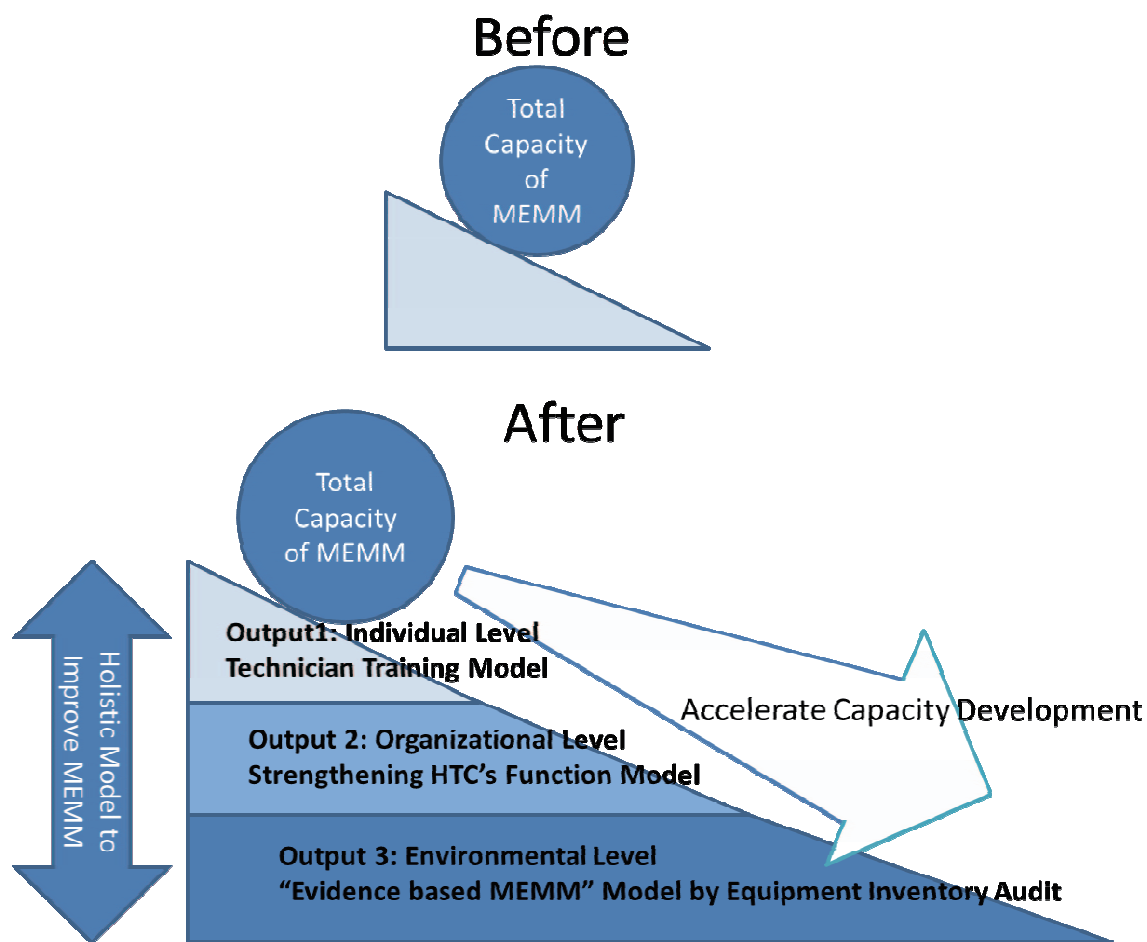 Before
Total
Capacity
of
MEMM
After
Total
Capacity
of MEMM
Holistic Model to
Improve MEMM
Output1: Individual Level
Technician Training Model
Accelerate Capacity Development
Output 2: Organizational Level
Strengthening HTC's Function Model
Output 3: Environmental Level
“Evidence based MEMM” Model by Equipment Inventory Audit